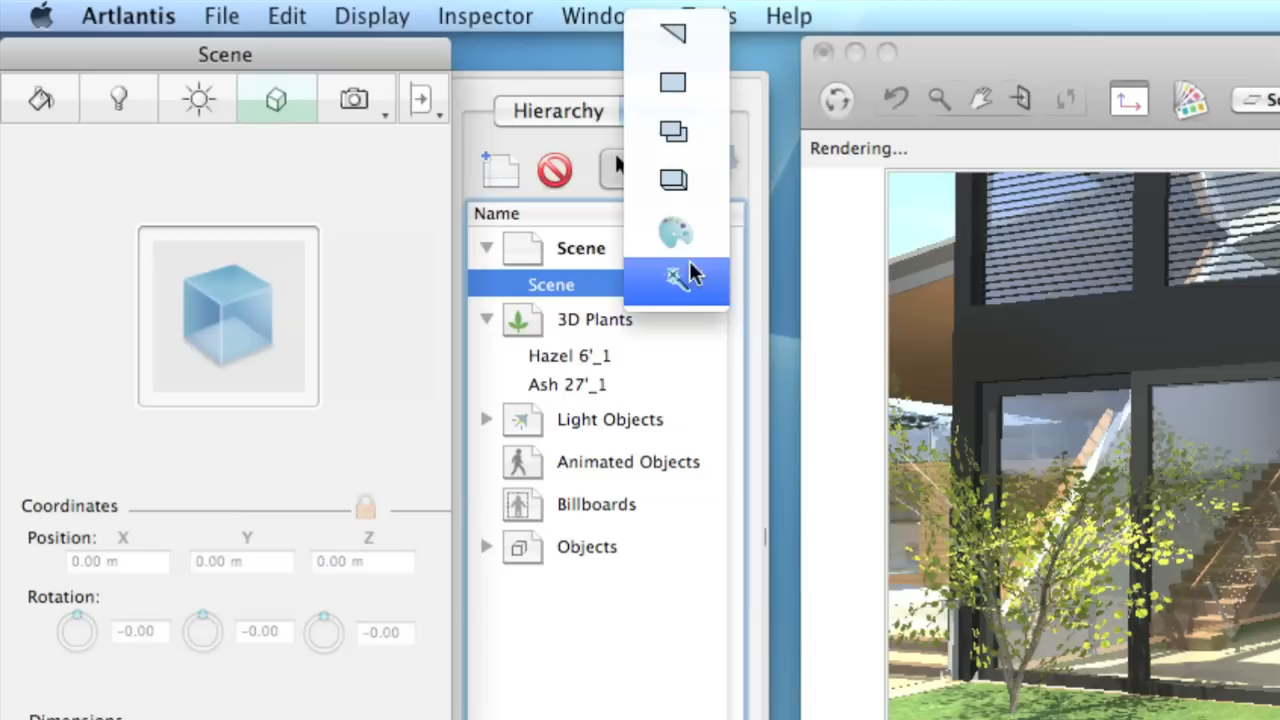 Artlantis File Edit Display Inspector Help
Scene
Hierarchy
Rendering...
Name
Scene
Scene
3D Plants
Hazel 6'_1
Ash 27'_1
Light Objects
Animated Objects
Billboards
Objects
Coordinates
Position: X Y Z
0.00 m 0.00 m 0.00 m
Rotation:
-0.00 -0.00 -0.00